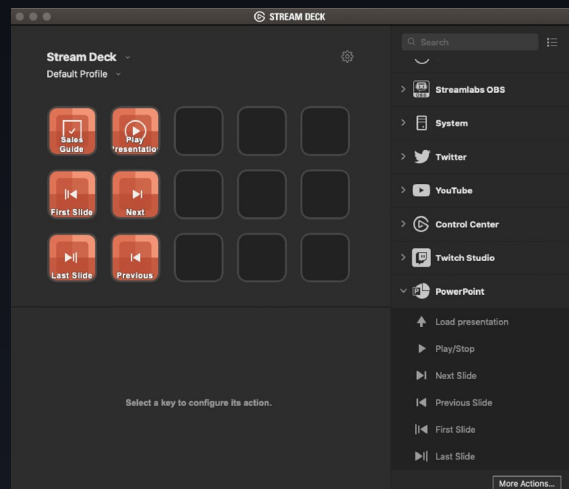 STREAM DECK
Stream Deck
Default Profile
Sales
Guide
Play
Presentatio
First Slide
Next
Last Slide
Previous
Select a key to configure its action.
Search
OBS
Streamlabs OBS
System
Twitter
YouTube
Control Center
Twitch Studio
P
PowerPoint
Load presentation
Play/Stop
Next Slide
Previous Slide
First Slide
Last Slide
More Actions...